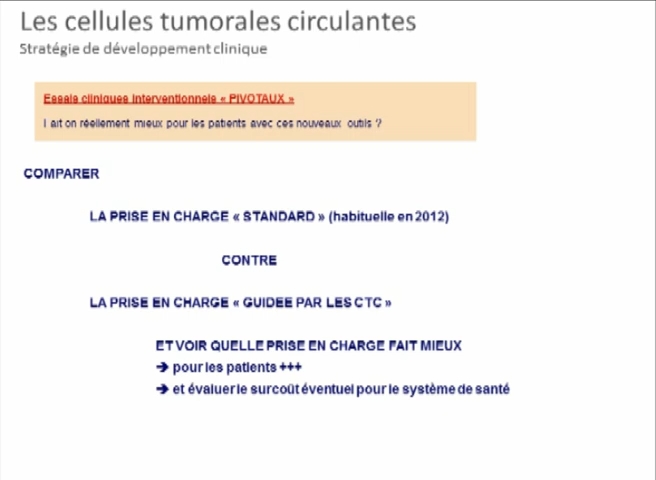 Les cellules tumorales circulantes
Stratégie de développement clinique
Essais cliniques interventionnels « PIVOTAUX »
Fait on réellement mieux pour les patients avec ces nouveaux outils ?
COMPARER
LA PRISE EN CHARGE « STANDARD » (habituelle en 2012)
CONTRE
LA PRISE EN CHARGE « GUIDEE PAR LES CTC »
ET VOIR QUELLE PRISE EN CHARGE FAIT MIEUX
➔ pour les patients +++
➔ et évaluer le surcoût éventuel pour le système de santé